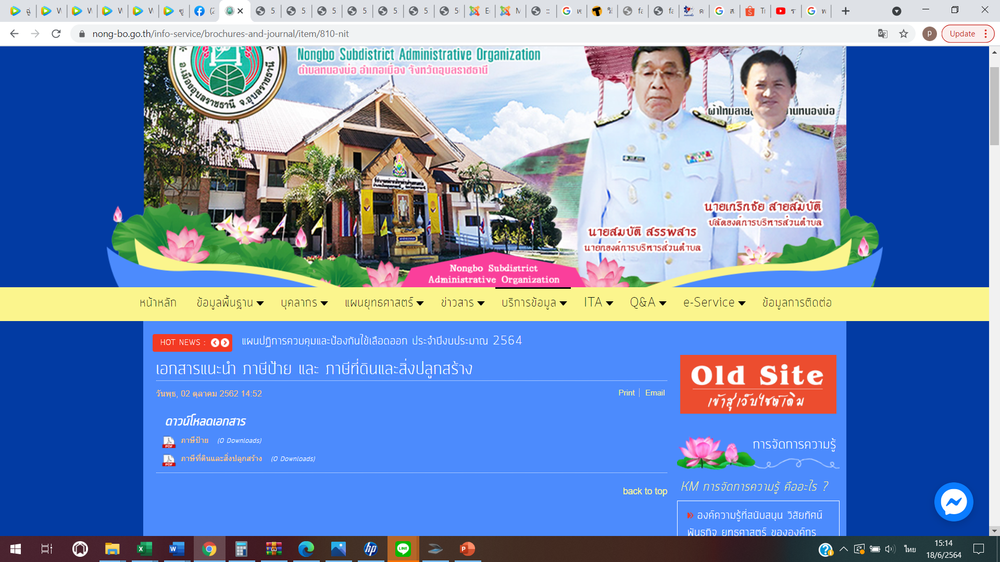 nong-bo.go.th/info-service/brochures-and-journal/item/810-nit
Update
Nongbo Subdistrict Administrative Organization
ตำบลหนองบ่อ อำเภอเมือง จังหวัดอุบลราชธานี
อ.เมืองอุบลราชธานี จ.อุบลราชธานี
นายเกริกชัย สายสมบัติ
ปลัดองค์การบริหารส่วนตำบล
นายสมบัติ สรรพสาร
นายกองค์การบริหารส่วนตำบล
Nongbo Subdistrict
Administrative Organization
หน้าหลัก ข้อมูลพื้นฐาน บุคลากร แผนยุทธศาสตร์ ข่าวสาร บริการข้อมูล ITA Q&A e-Service ข้อมูลการติดต่อ
HOT NEWS : แผนปฏิการควบคุมและป้องกันไข้เลือดออก ประจำปีงบประมาณ 2564
เอกสารแนะนำ ภาษีป้าย และ ภาษีที่ดินและสิ่งปลูกสร้าง
วันพุธ, 02 ตุลาคม 2562 14:52
Print Email
ดาวน์โหลดเอกสาร
ภาษีป้าย (0 Downloads)
ภาษีที่ดินและสิ่งปลูกสร้าง (0 Downloads)
back to top
Old Site
เข้าสู่เว็บไซต์เดิม
การจัดการความรู้
KM การจัดการความรู้ คืออะไร ?
องค์ความรู้ที่สนับสนุน วิสัยทัศน์
พันธกิจ ยุทธศาสตร์ ขององค์กร
ไทย
15:14
18/6/2564